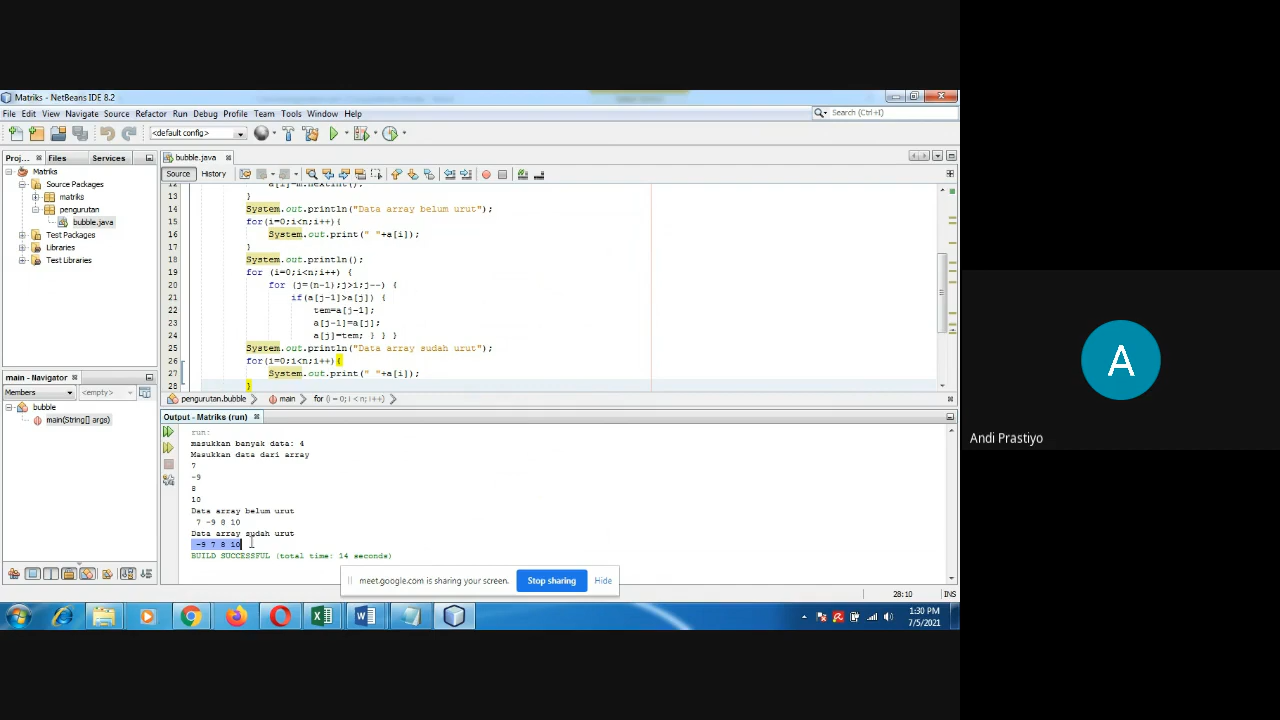 Matriks - NetBeans IDE 8.2
File Edit View Navigate Source Refactor Run Debug Profile Team Tools Window Help
Search (Ctrl+I)
<default config>
Proj... Files Services
bubble.java
Source History
Matriks
Source Packages
matriks
pengurutan
bubble.java
Test Packages
Libraries
Test Libraries
a[i]=m.nextInt();
13 }
14 System.out.println("Data array belum urut");
15 for(i=0;i<n;i++){
16 System.out.print(" "+a[i]);
17 }
18 System.out.println();
19 for (i=0;i<n;i++) {
20 for (j=(n-1);j>i;j--) {
21 if(a[j-1]>a[j]) {
22 tem=a[j-1];
23 a[j-1]=a[j];
24 a[j]=tem; } } }
25 System.out.println("Data array sudah urut");
26 for(i=0;i<n;i++){
27 System.out.print(" "+a[i]);
28 }
pengurutan.bubble main for (i = 0; i < n; i++)
main - Navigator
Members <empty>
bubble
main(String[] args)
Output - Matriks (run)
run:
masukkan banyak data: 4
Masukkan data dari array
7
-9
8
10
Data array belum urut
7 -9 8 10
Data array sudah urut
-9 7 8 10
BUILD SUCCESSFUL (total time: 14 seconds)
meet.google.com is sharing your screen. Stop sharing Hide
28:10 INS
1:30 PM
7/5/2021
A
Andi Prastiyo